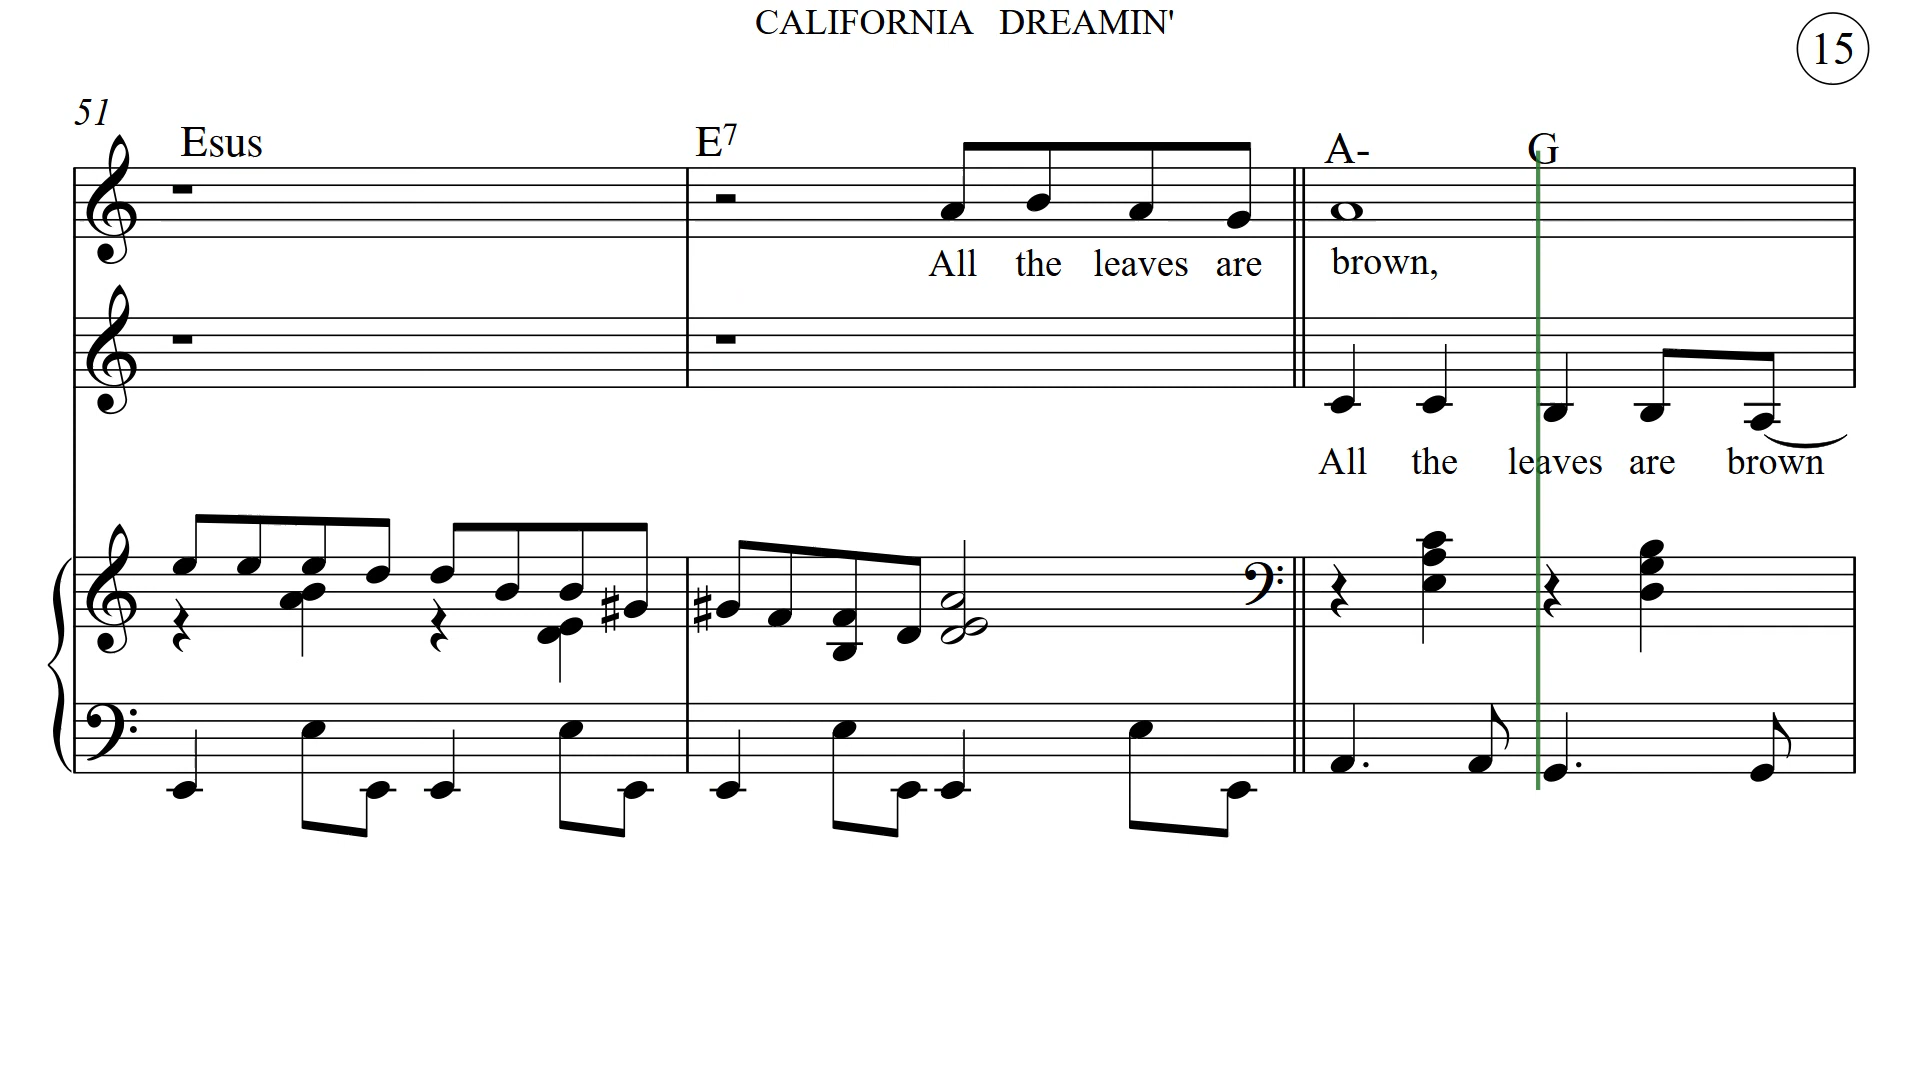 CALIFORNIA DREAMIN'
15
51
Esus E7 A- G
All the leaves are brown,
All the leaves are brown